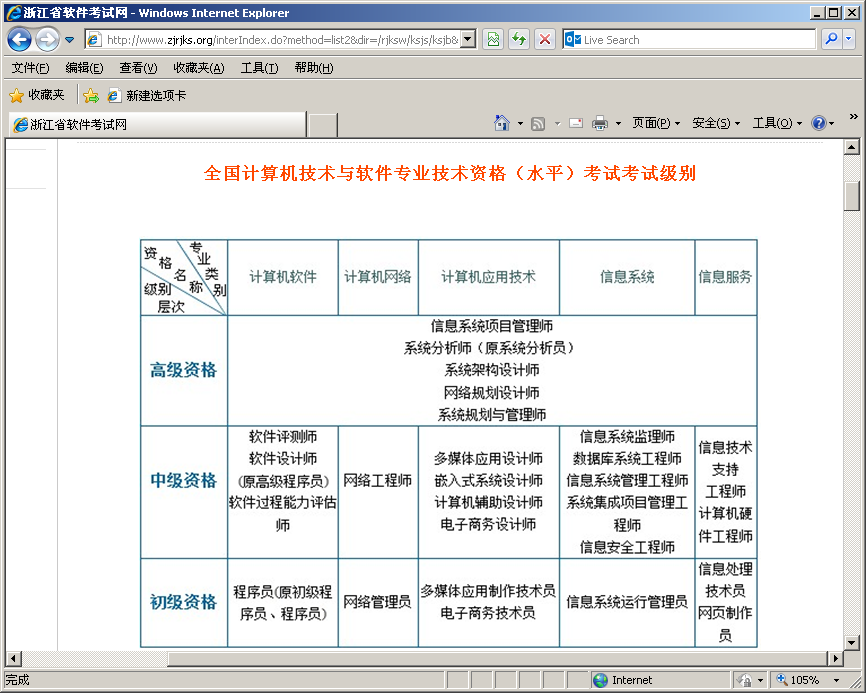 浙江省软件考试网 - Windows Internet Explorer
http://www.zjrjks.org/interIndex.do?method=list2&dir=/rjksw/ksjs/ksjb&
Live Search
文件(F) 编辑(E) 查看(V) 收藏夹(A) 工具(T) 帮助(H)
收藏夹 新建选项卡
浙江省软件考试网 页面(P) 安全(S) 工具(O) »
全国计算机技术与软件专业技术资格（水平）考试考试级别
资格名称 专业类别 级别层次 计算机软件 计算机网络 计算机应用技术 信息系统 信息服务
高级资格
信息系统项目管理师
系统分析师（原系统分析员）
系统架构设计师
网络规划设计师
系统规划与管理师
中级资格
软件评测师
软件设计师
(原高级程序员)
软件过程能力评估
师
网络工程师
多媒体应用设计师
嵌入式系统设计师
计算机辅助设计师
电子商务设计师
信息系统监理师
数据库系统工程师
信息系统管理工程师
系统集成项目管理工
程师
信息安全工程师
信息技术
支持
工程师
计算机硬
件工程师
初级资格
程序员(原初级程
序员、程序员)
网络管理员
多媒体应用制作技术员
电子商务技术员
信息系统运行管理员
信息处理
技术员
网页制作
员
完成 Internet 105%